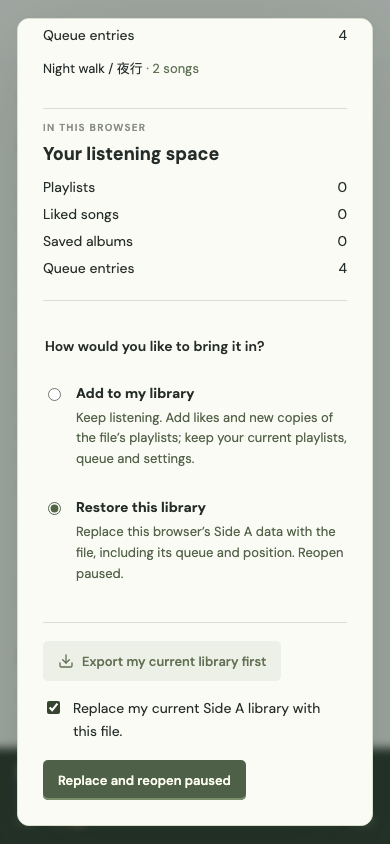 Queue entries 4
Night walk / 夜行 · 2 songs
IN THIS BROWSER
Your listening space
Playlists 0
Liked songs 0
Saved albums 0
Queue entries 4
How would you like to bring it in?
Add to my library
Keep listening. Add likes and new copies of
the file’s playlists; keep your current playlists,
queue and settings.
Restore this library
Replace this browser’s Side A data with the
file, including its queue and position. Reopen
paused.
Export my current library first
Replace my current Side A library with
this file.
Replace and reopen paused